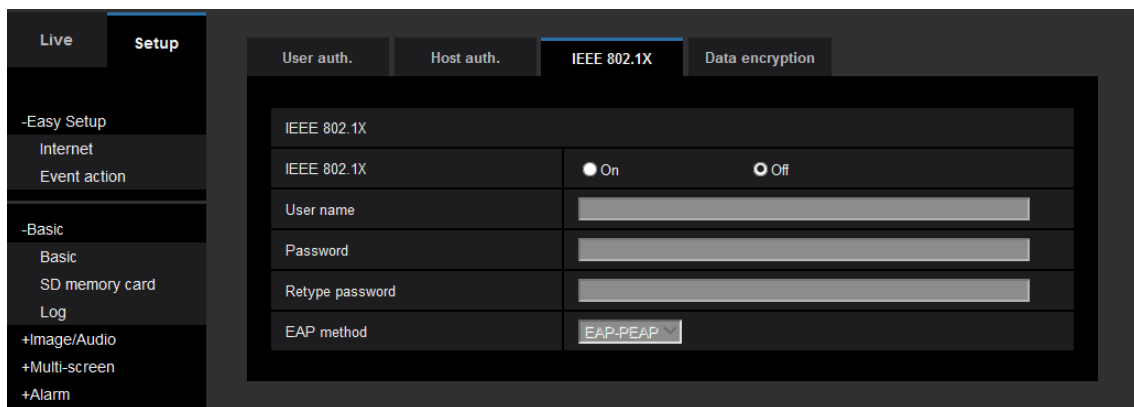 Live
Setup
-Easy Setup
Internet
Event action
-Basic
Basic
SD memory card
Log
+Image/Audio
+Multi-screen
+Alarm
User auth.
Host auth.
IEEE 802.1X
Data encryption
IEEE 802.1X
IEEE 802.1X On Off
User name
Password
Retype password
EAP method EAP-PEAP